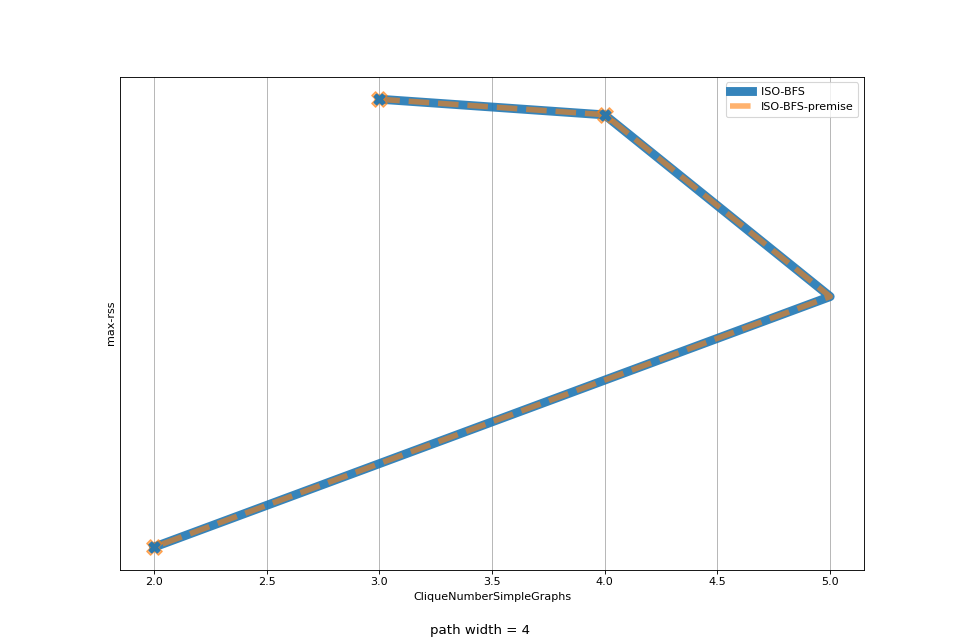 ISO-BFS
ISO-BFS-premise
max-rss
2.0 2.5 3.0 3.5 4.0 4.5 5.0
CliqueNumberSimpleGraphs
path width = 4